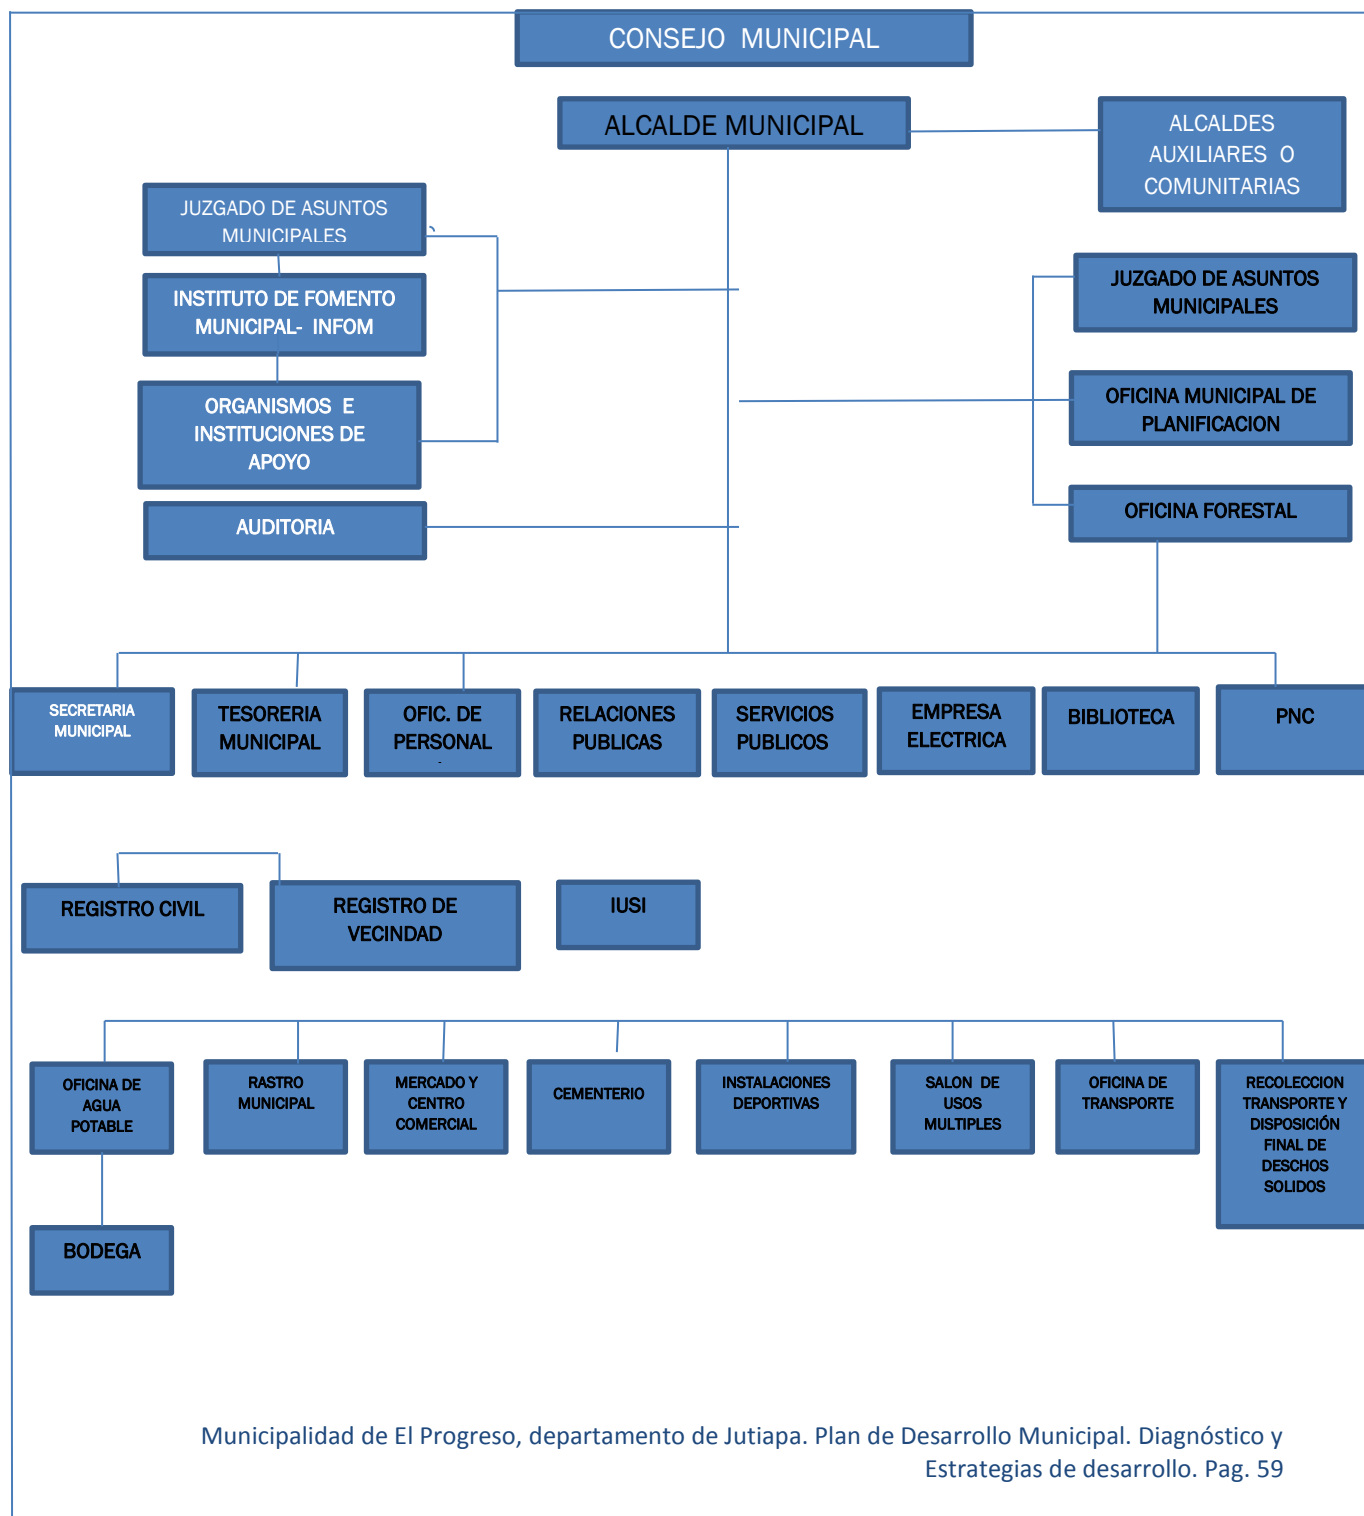 CONSEJO MUNICIPAL
ALCALDE MUNICIPAL
ALCALDES
AUXILIARES O
COMUNITARIAS
JUZGADO DE ASUNTOS
MUNICIPALES
INSTITUTO DE FOMENTO
MUNICIPAL- INFOM
ORGANISMOS E
INSTITUCIONES DE
APOYO
AUDITORIA
JUZGADO DE ASUNTOS
MUNICIPALES
OFICINA MUNICIPAL DE
PLANIFICACION
OFICINA FORESTAL
SECRETARIA
MUNICIPAL
TESORERIA
MUNICIPAL
OFIC. DE
PERSONAL
RELACIONES
PUBLICAS
SERVICIOS
PUBLICOS
EMPRESA
ELECTRICA
BIBLIOTECA
PNC
REGISTRO CIVIL
REGISTRO DE
VECINDAD
IUSI
OFICINA DE
AGUA
POTABLE
RASTRO
MUNICIPAL
MERCADO Y
CENTRO
COMERCIAL
CEMENTERIO
INSTALACIONES
DEPORTIVAS
SALON DE
USOS
MULTIPLES
OFICINA DE
TRANSPORTE
RECOLECCION
TRANSPORTE Y
DISPOSICIÓN
FINAL DE
DESCHOS
SOLIDOS
BODEGA
Municipalidad de El Progreso, departamento de Jutiapa. Plan de Desarrollo Municipal. Diagnóstico y
Estrategias de desarrollo. Pag. 59